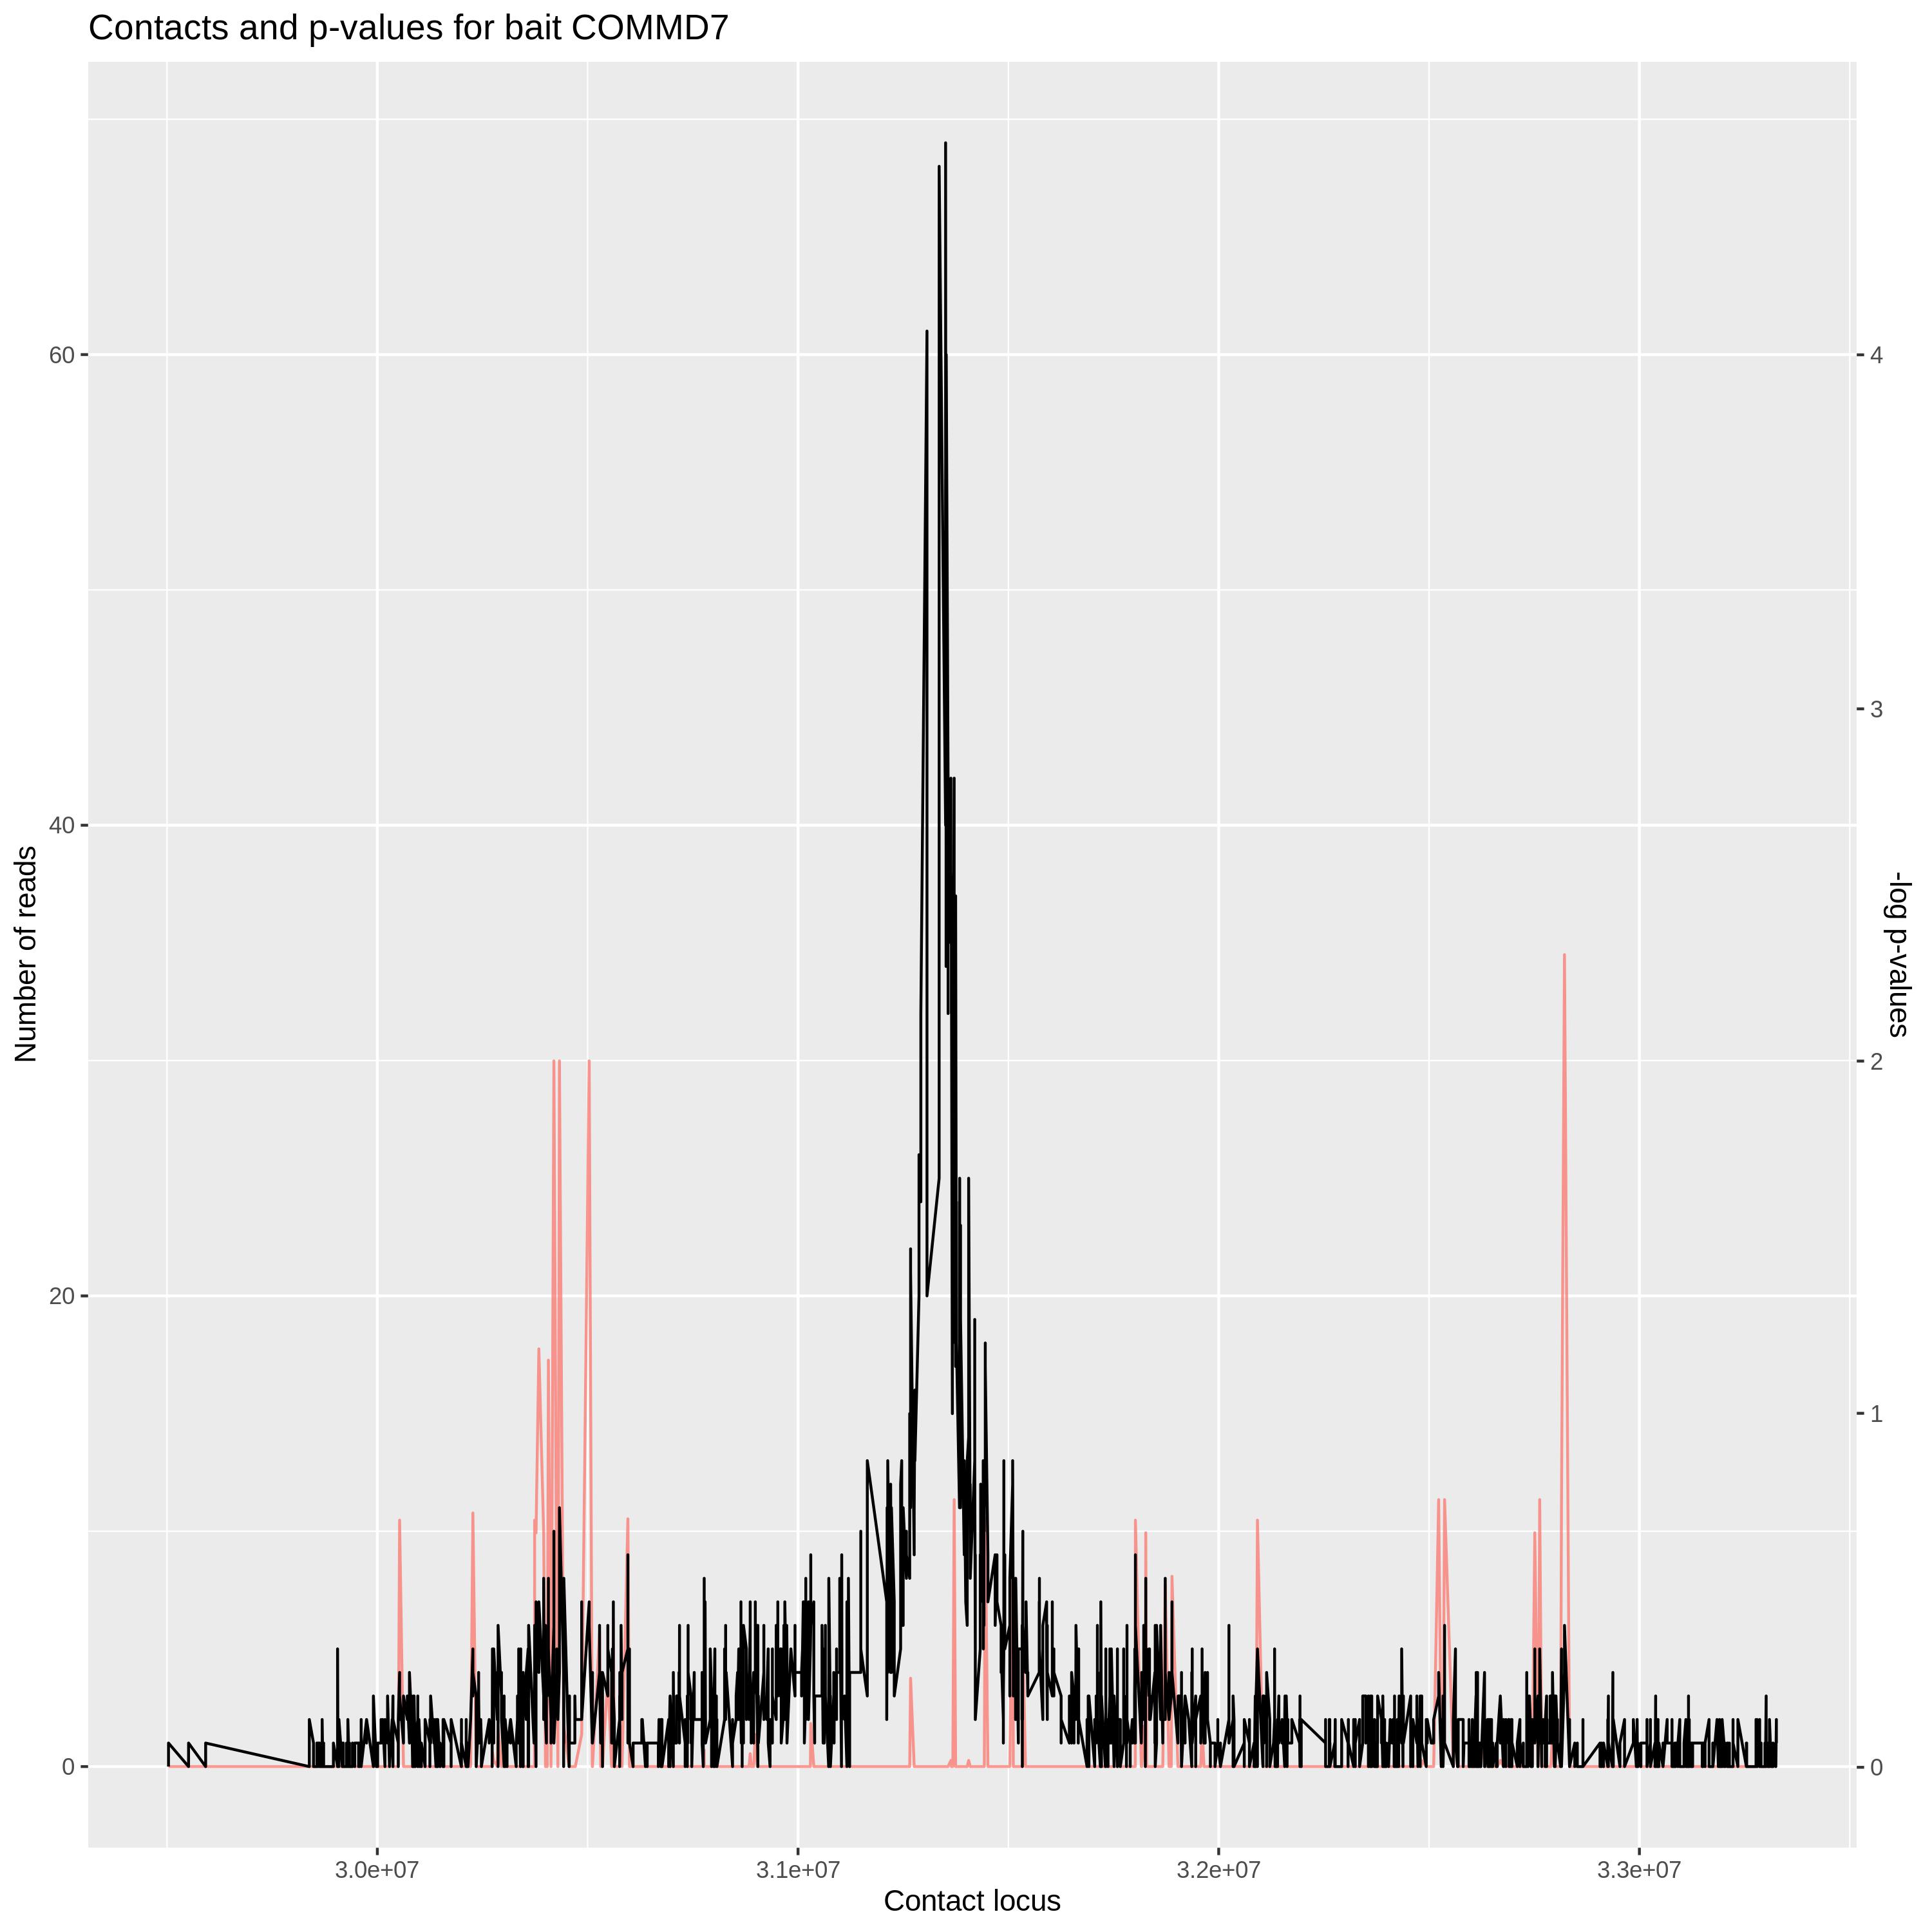 Contacts and p-values for bait COMMD7
Number of reads
60
40
20
0
-log p-values
4
3
2
1
0
3.0e+07
3.1e+07
3.2e+07
3.3e+07
Contact locus